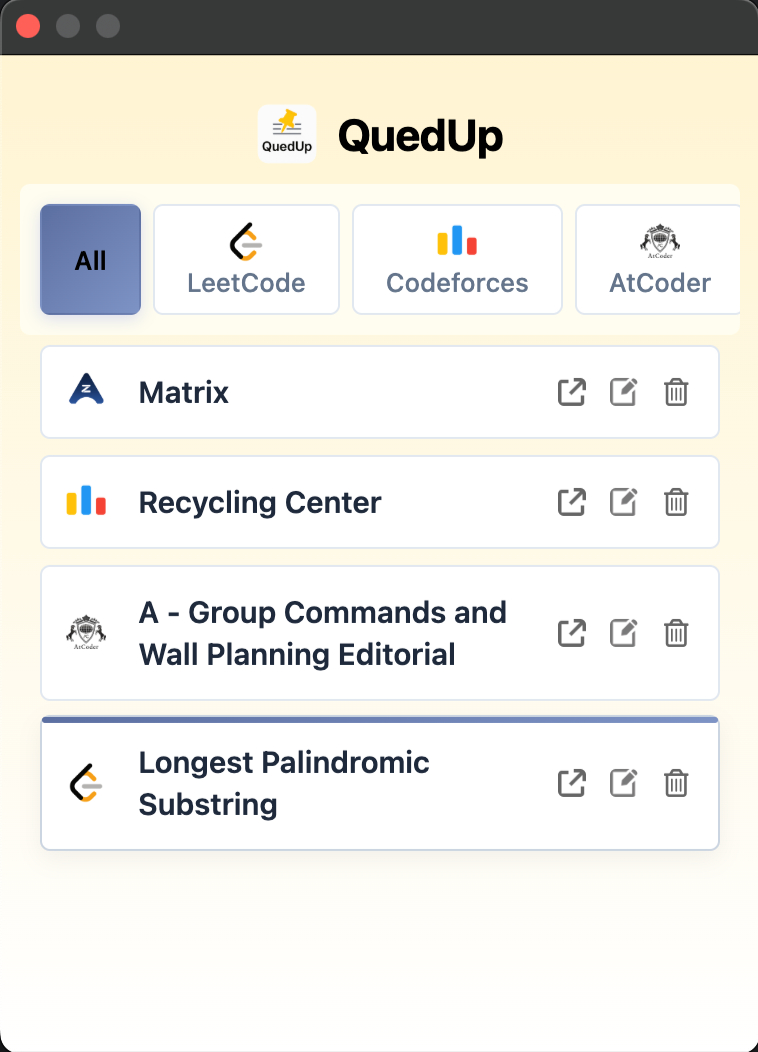 QuedUp
QuedUp
All
LeetCode
Codeforces
AtCoder
AtCoder
Z
Matrix
Recycling Center
AtCoder
A - Group Commands and
Wall Planning Editorial
Longest Palindromic
Substring